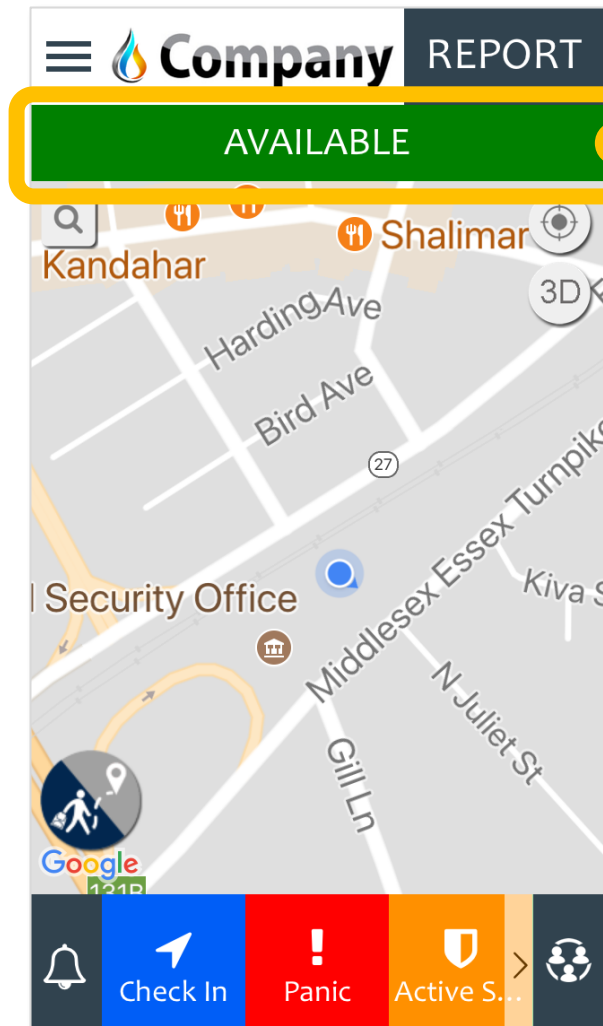 Company
REPORT
AVAILABLE
Shalimar
Kandahar
3D
Harding Ave
Bird Ave
27
Middlesex Essex Turnpike
Kiva S
l Security Office
N Juliet St
Gill Ln
Google
131B
Check In
Panic
Active S...